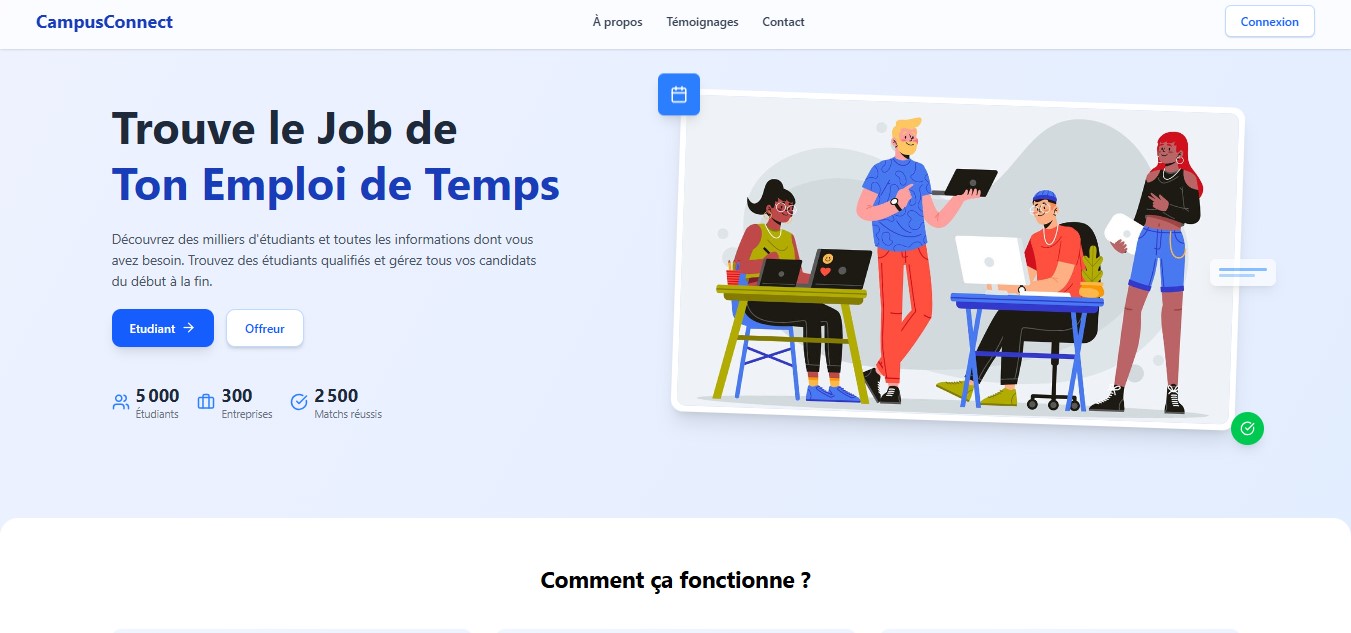 CampusConnect
À propos
Témoignages
Contact
Connexion
Trouve le Job de
Ton Emploi de Temps
Découvrez des milliers d'étudiants et toutes les informations dont vous
avez besoin. Trouvez des étudiants qualifiés et gérez tous vos candidats
du début à la fin.
Etudiant
Offreur
5 000
Étudiants
300
Entreprises
2 500
Matchs réussis
Comment ça fonctionne ?